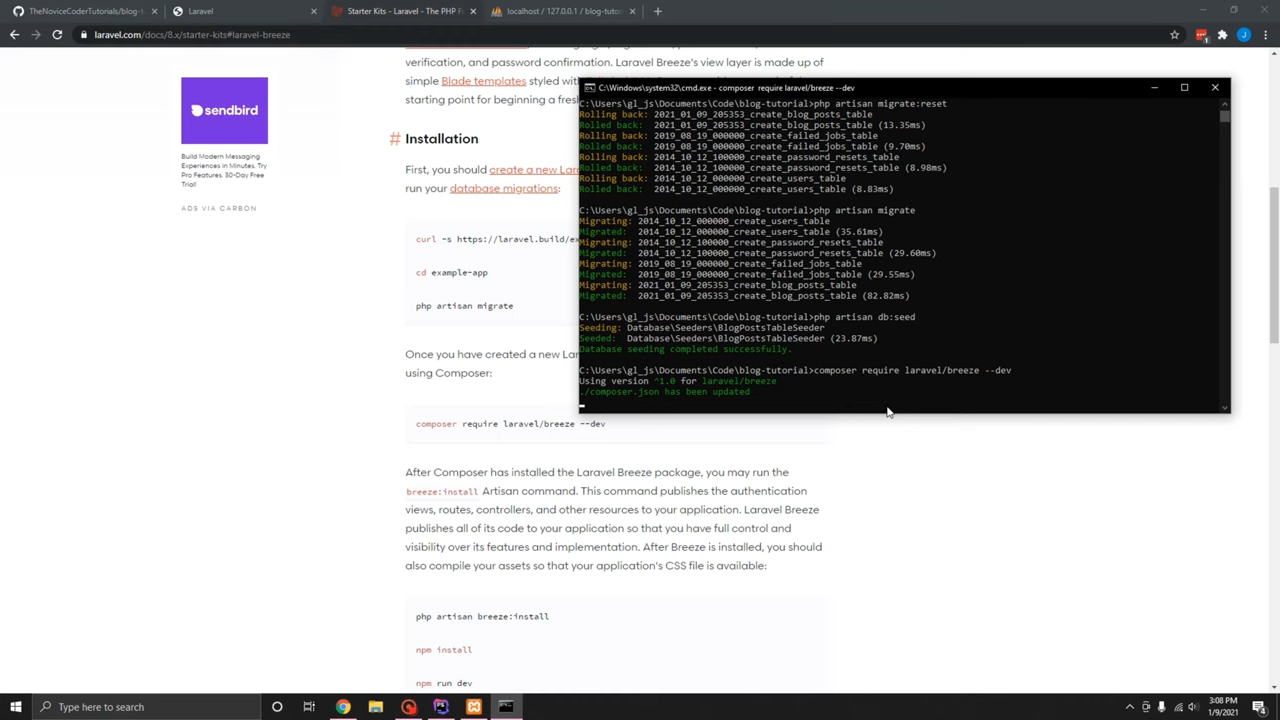 TheNoviceCoderTutorials/blog-t
Laravel
Starter Kits - Laravel - The PHP F
localhost / 127.0.0.1 / blog-tutor
laravel.com/docs/8.x/starter-kits#laravel-breeze
verification, and password confirmation. Laravel Breeze's view layer is made up of
simple Blade templates styled with
starting point for beginning a fresh
sendbird
Build Modern Messaging
Experiences in Minutes. Try
Pro Features. 30-Day Free
Trial!
ADS VIA CARBON
# Installation
First, you should create a new Lar
run your database migrations:
curl -s https://laravel.build/ex
cd example-app
php artisan migrate
Once you have created a new Lar
using Composer:
composer require laravel/breeze --dev
After Composer has installed the Laravel Breeze package, you may run the
breeze:install Artisan command. This command publishes the authentication
views, routes, controllers, and other resources to your application. Laravel Breeze
publishes all of its code to your application so that you have full control and
visibility over its features and implementation. After Breeze is installed, you should
also compile your assets so that your application's CSS file is available:
php artisan breeze:install
npm install
npm run dev
C:\Windows\system32\cmd.exe - composer require laravel/breeze --dev
C:\Users\gl_js\Documents\Code\blog-tutorial>php artisan migrate:reset
Rolling back: 2021_01_09_205353_create_blog_posts_table
Rolled back:  2021_01_09_205353_create_blog_posts_table (13.35ms)
Rolling back: 2019_08_19_000000_create_failed_jobs_table
Rolled back:  2019_08_19_000000_create_failed_jobs_table (9.70ms)
Rolling back: 2014_10_12_100000_create_password_resets_table
Rolled back:  2014_10_12_100000_create_password_resets_table (8.98ms)
Rolling back: 2014_10_12_000000_create_users_table
Rolled back:  2014_10_12_000000_create_users_table (8.83ms)
C:\Users\gl_js\Documents\Code\blog-tutorial>php artisan migrate
Migrating: 2014_10_12_000000_create_users_table
Migrated:  2014_10_12_000000_create_users_table (35.61ms)
Migrating: 2014_10_12_100000_create_password_resets_table
Migrated:  2014_10_12_100000_create_password_resets_table (29.60ms)
Migrating: 2019_08_19_000000_create_failed_jobs_table
Migrated:  2019_08_19_000000_create_failed_jobs_table (29.55ms)
Migrating: 2021_01_09_205353_create_blog_posts_table
Migrated:  2021_01_09_205353_create_blog_posts_table (82.82ms)
C:\Users\gl_js\Documents\Code\blog-tutorial>php artisan db:seed
Seeding: Database\Seeders\BlogPostsTableSeeder
Seeded:  Database\Seeders\BlogPostsTableSeeder (23.87ms)
Database seeding completed successfully.
C:\Users\gl_js\Documents\Code\blog-tutorial>composer require laravel/breeze --dev
Using version ^1.0 for laravel/breeze
./composer.json has been updated
Type here to search
3:08 PM
1/9/2021